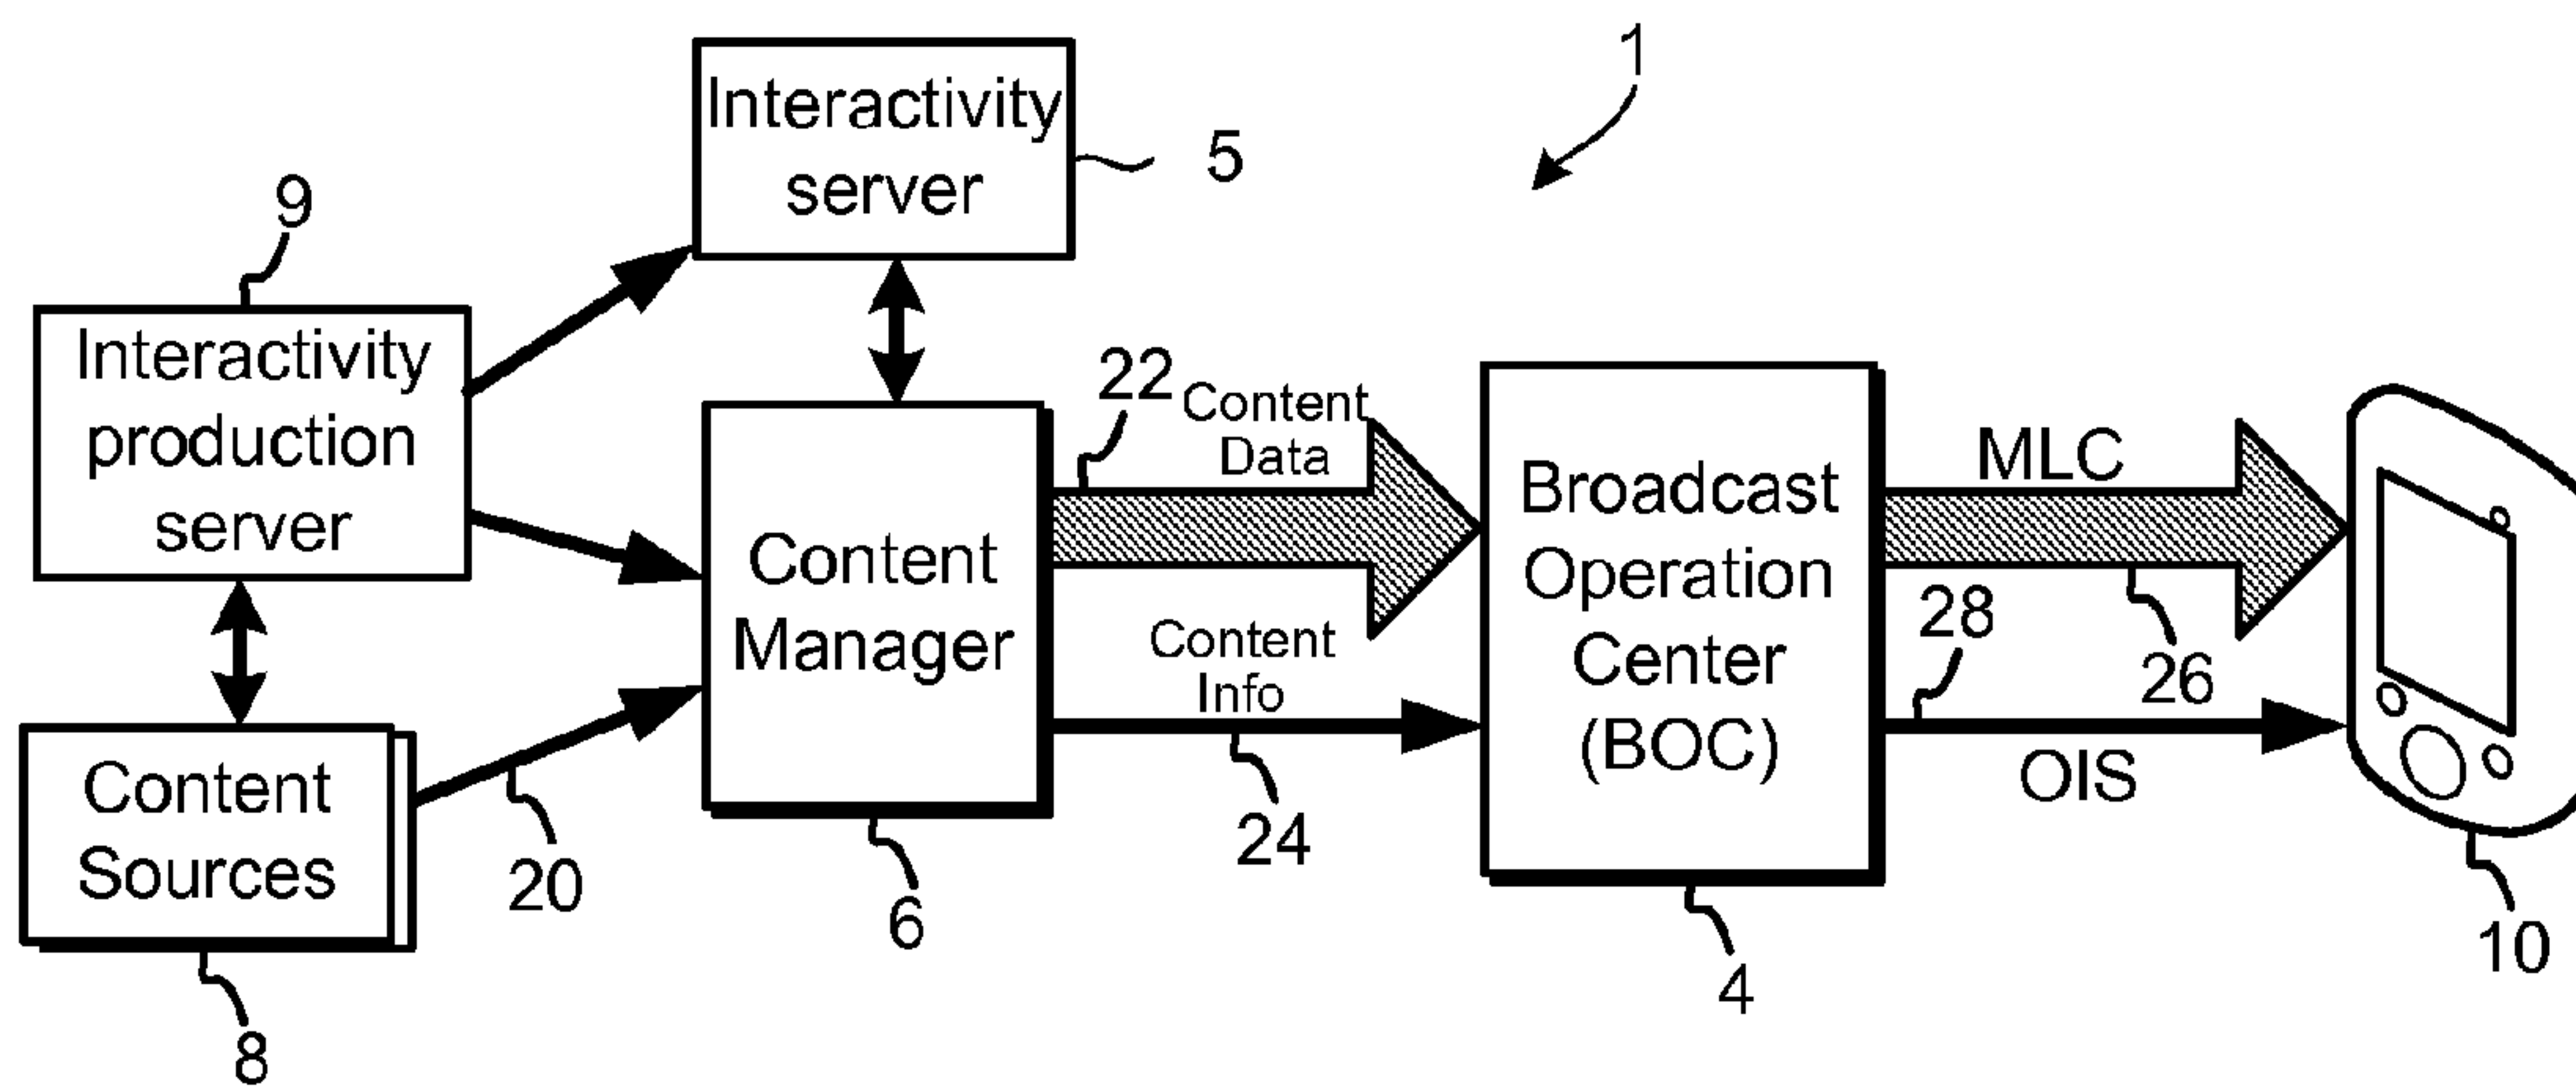 1
Interactivity
server
5
9
Interactivity
production
server
22
Content
Data
Content
Manager
Content
Info
24
6
Broadcast
Operation
Center
(BOC)
4
MLC
28
26
OIS
10
Content
Sources
20
8